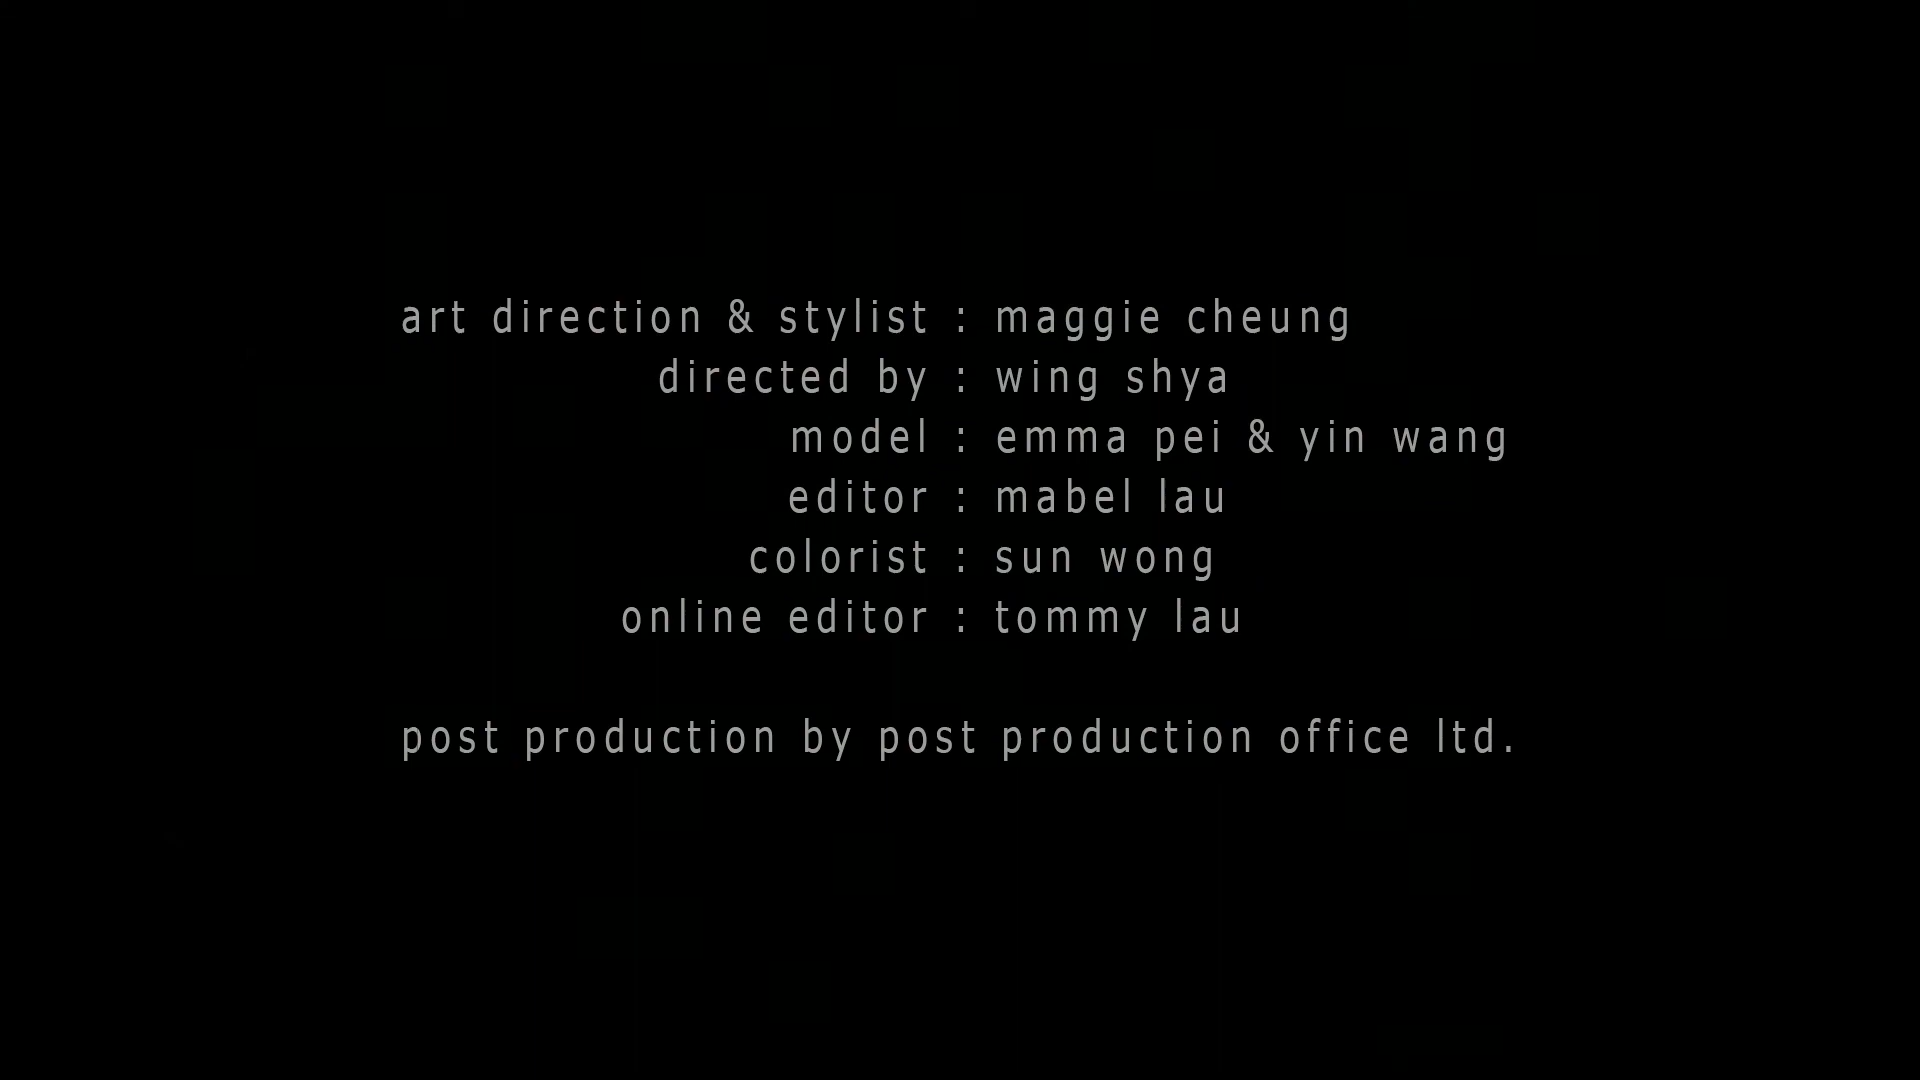 art direction & stylist : maggie cheung
directed by : wing shya
model : emma pei & yin wang
editor : mabel lau
colorist : sun wong
online editor : tommy lau
post production by post production office ltd.